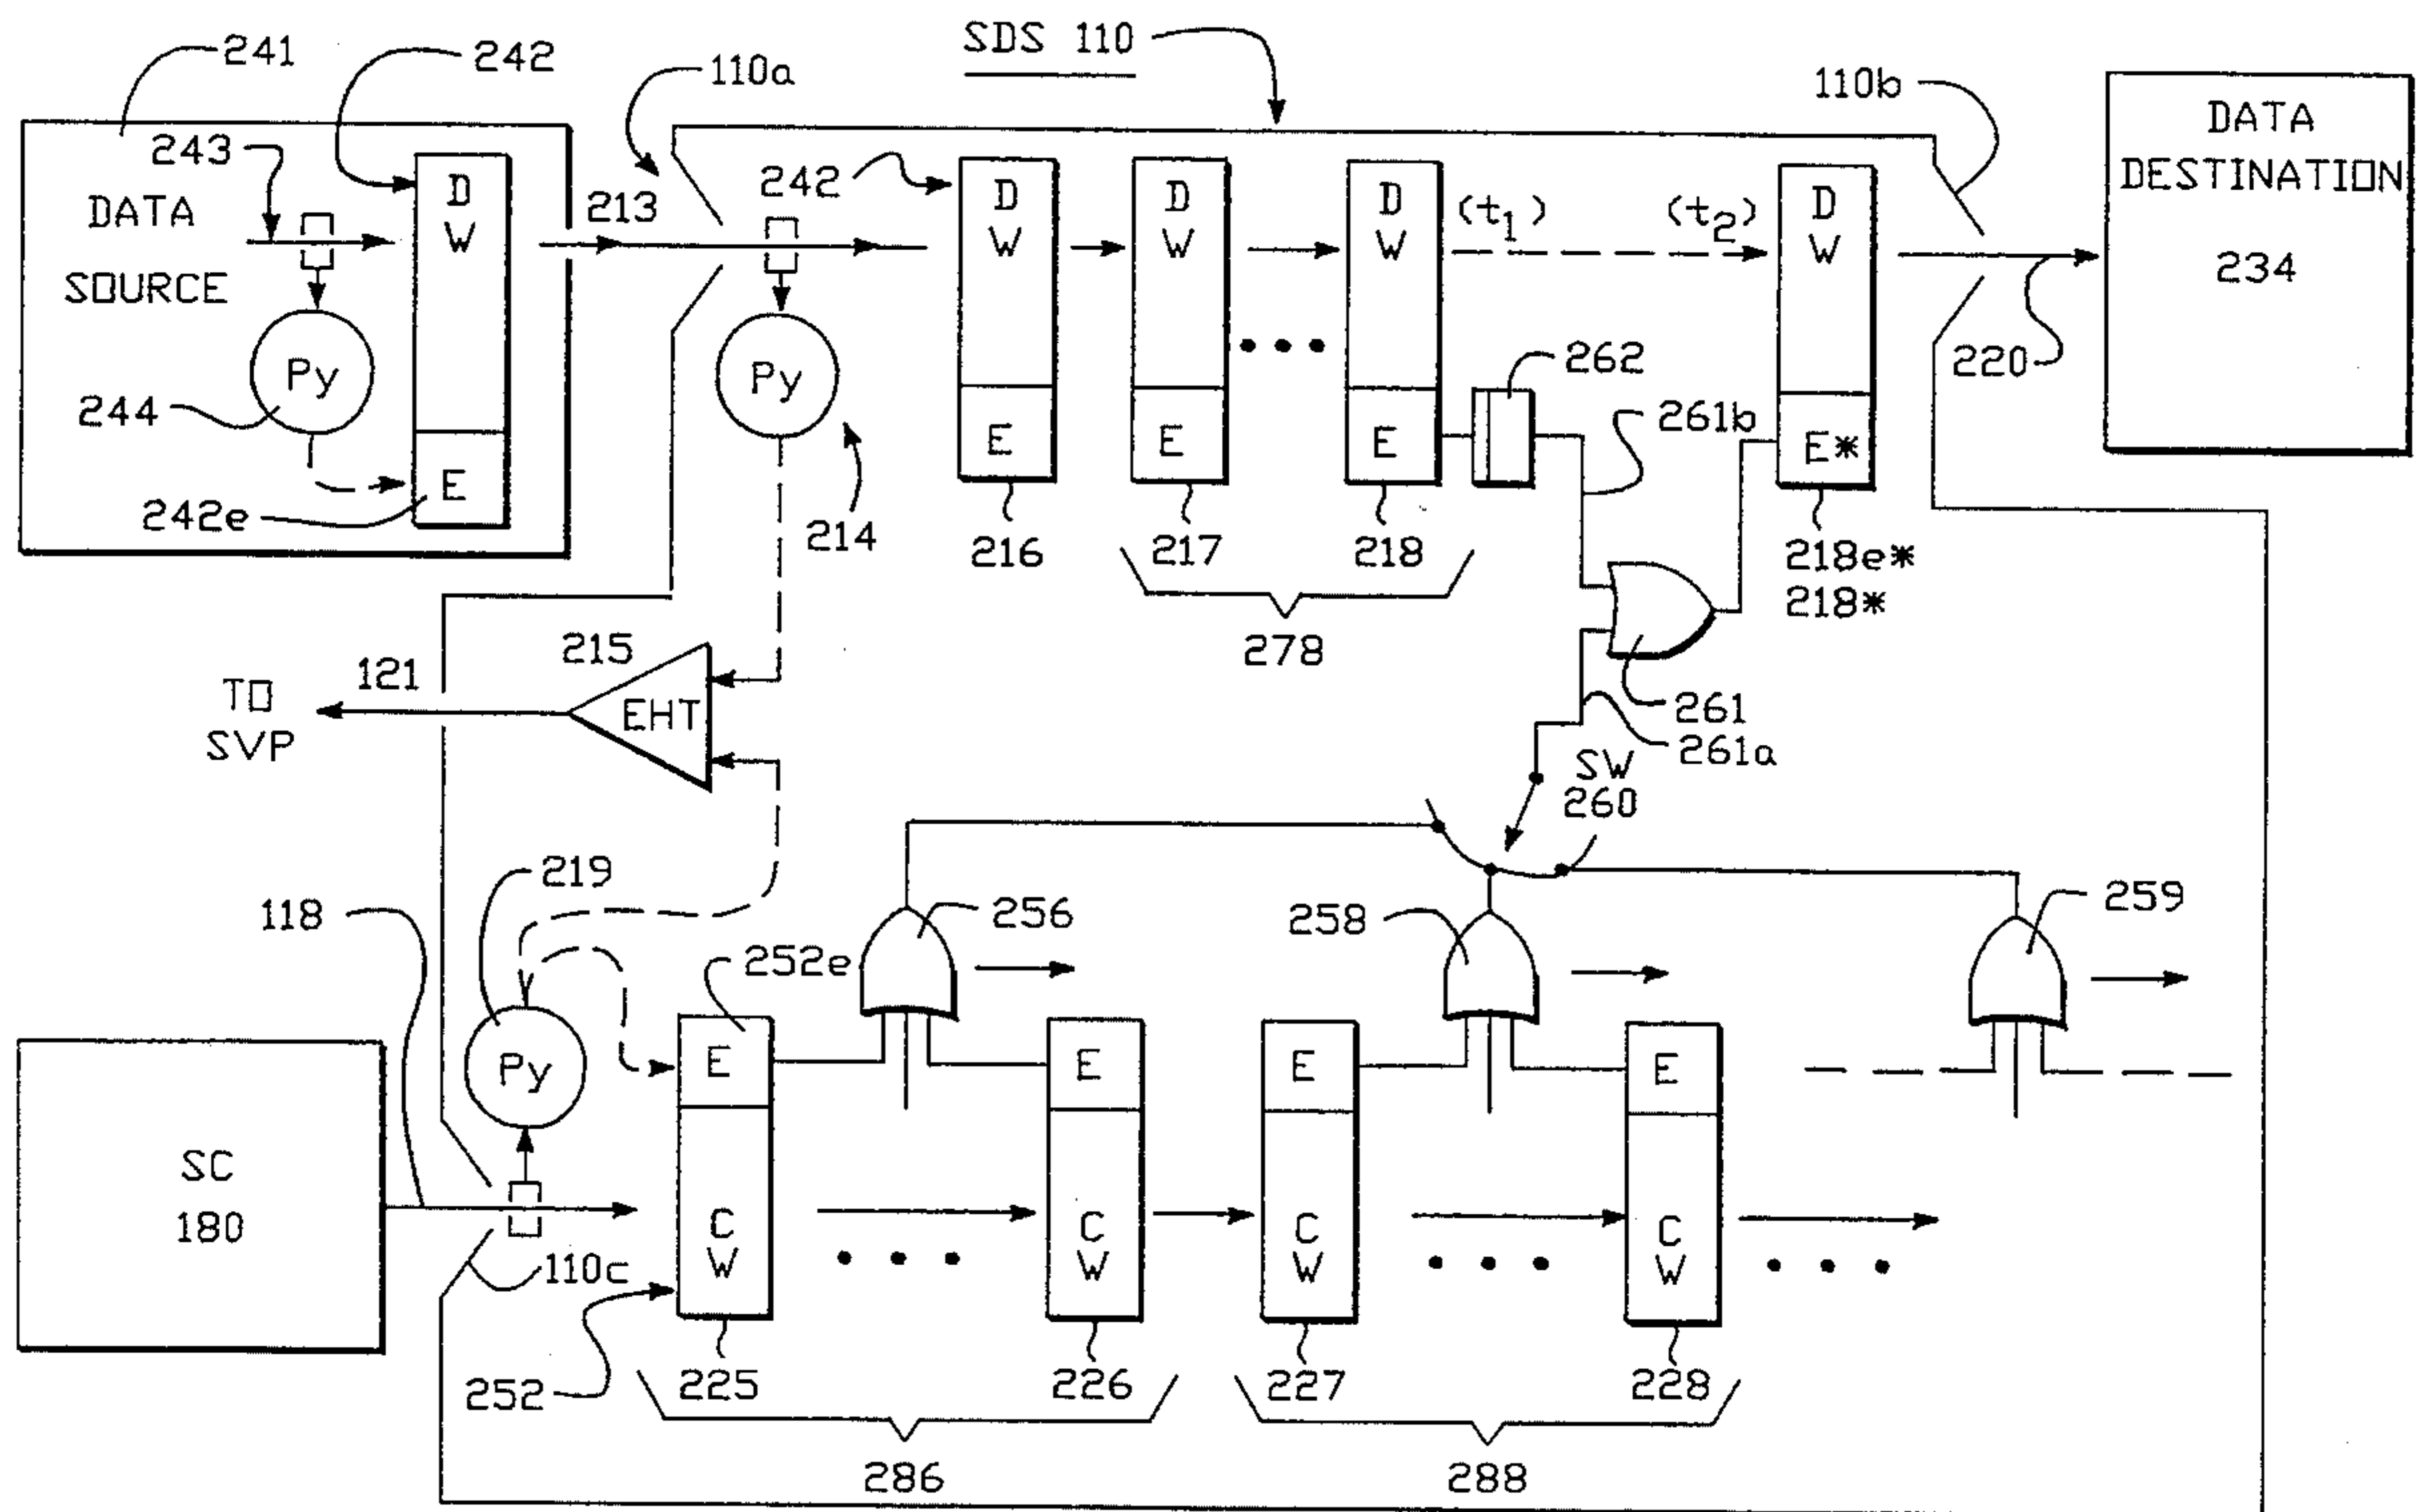 SDS 110
241
242
110a
110b
DATA
DESTINATION
234
243
DATA
SOURCE
D
W
E
Py
244
242e
213
242
Py
214
D
W
E
216
D
W
E
217
D
W
E
218
278
(t1)
(t2)
262
261b
D
W
E*
218e*
218*
220
261
261a
215
EHT
121
TO
SVP
SW
260
219
118
Py
252e
256
258
259
SC
180
110c
252
E
C
W
225
E
C
W
226
E
C
W
227
E
C
W
228
286
288